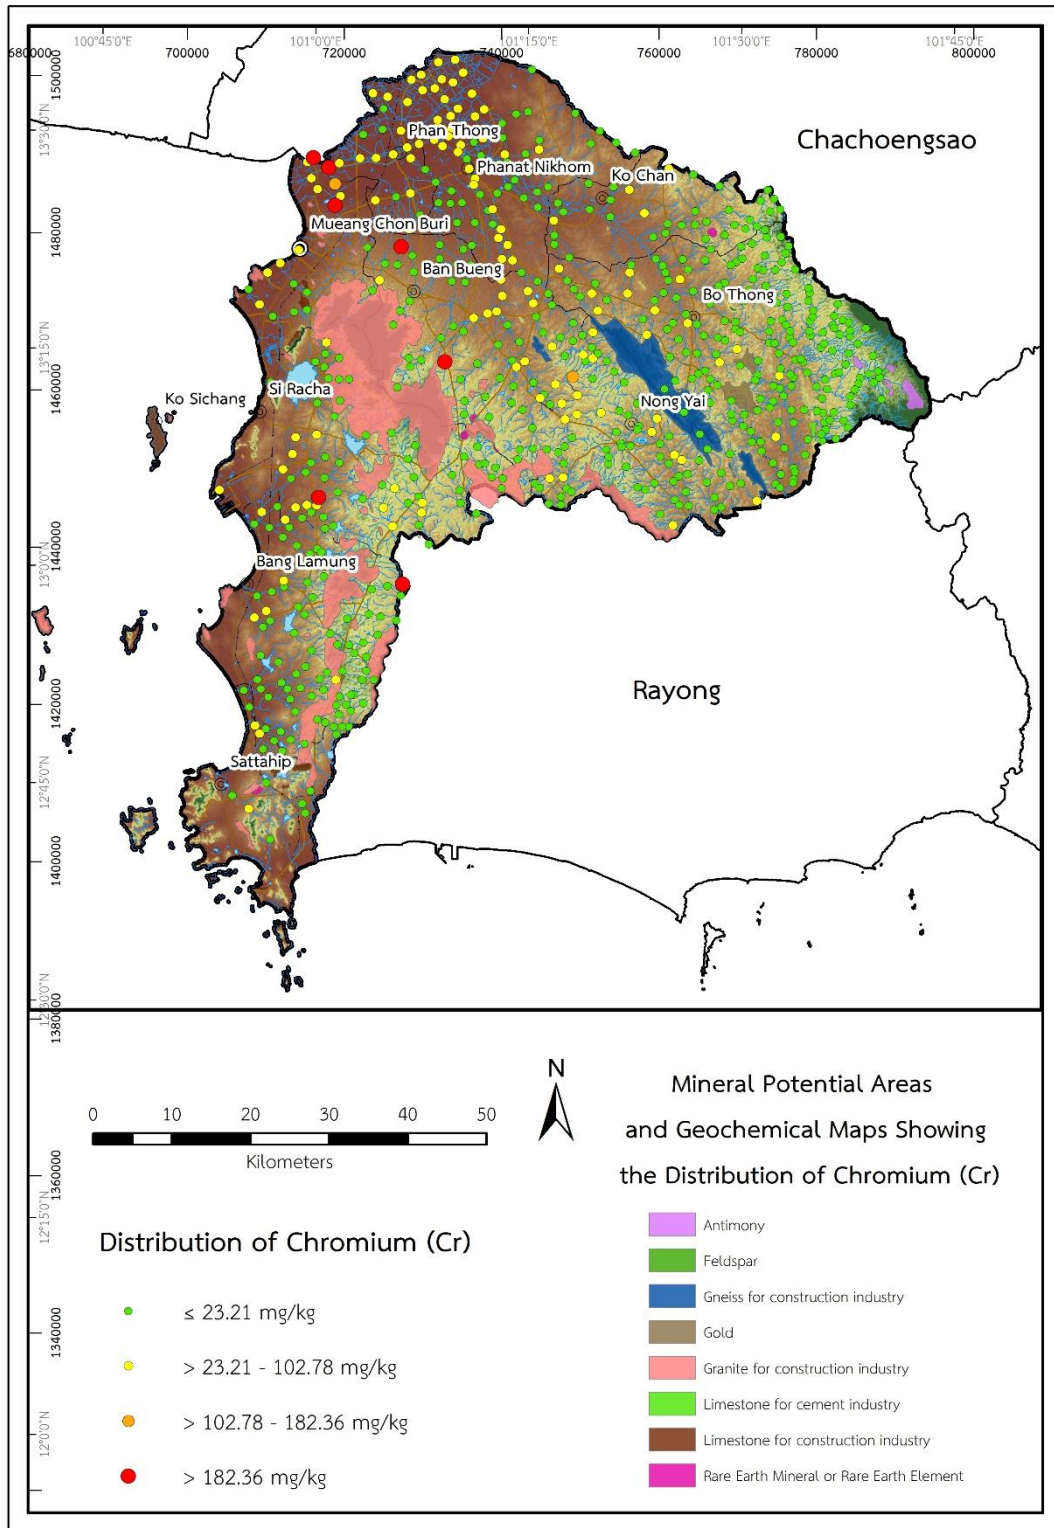 100°45'0"E
101°0'0"E
101°15'0"E
101°30'0"E
101°45'0"E
680000
700000
720000
740000
760000
780000
800000
1500000
13°30'0"N
1480000
13°15'0"N
1460000
1440000
13°0'0"N
1420000
12°45'0"N
1400000
12°30'0"N
1380000
1360000
12°15'0"N
1340000
12°0'0"N
Phan Thong
Chachoengsao
Phanat Nikhom
Ko Chan
Mueang Chon Buri
Ban Bueng
Bo Thong
Si Racha
Ko Sichang
Nong Yai
Bang Lamung
Rayong
Sattahip
N
0 10 20 30 40 50
Kilometers
Distribution of Chromium (Cr)
≤ 23.21 mg/kg
> 23.21 - 102.78 mg/kg
> 102.78 - 182.36 mg/kg
> 182.36 mg/kg
Mineral Potential Areas
and Geochemical Maps Showing
the Distribution of Chromium (Cr)
Antimony
Feldspar
Gneiss for construction industry
Gold
Granite for construction industry
Limestone for cement industry
Limestone for construction industry
Rare Earth Mineral or Rare Earth Element